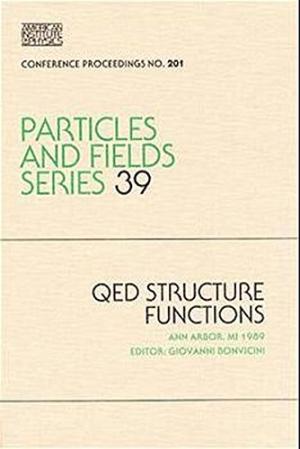 AMERICAN
INSTITUTE
OF PHYSICS
CONFERENCE PROCEEDINGS NO. 201
PARTICLES
AND FIELDS
SERIES 39
QED STRUCTURE
FUNCTIONS
ANN ARBOR, MI 1989
EDITOR: GIOVANNI BONVICINI